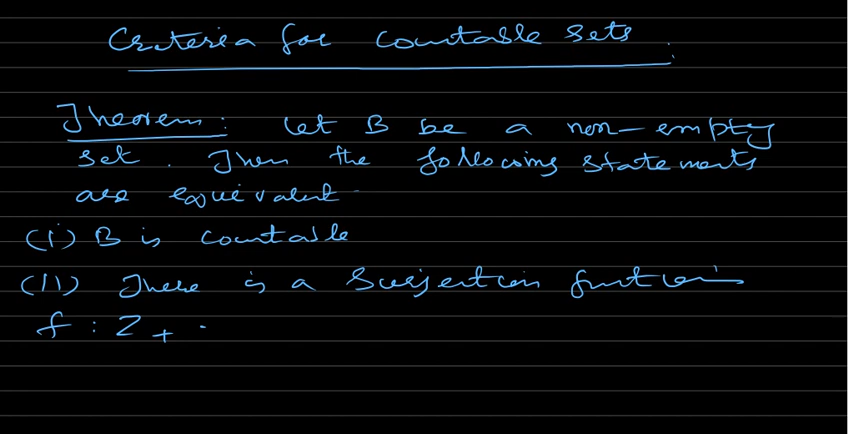 Criteria for countable sets.
Theorem: Let B be a non-empty
set. Then the following statements
are equivalent.
(i) B is countable
(ii) There is a surjection function
f : Z+